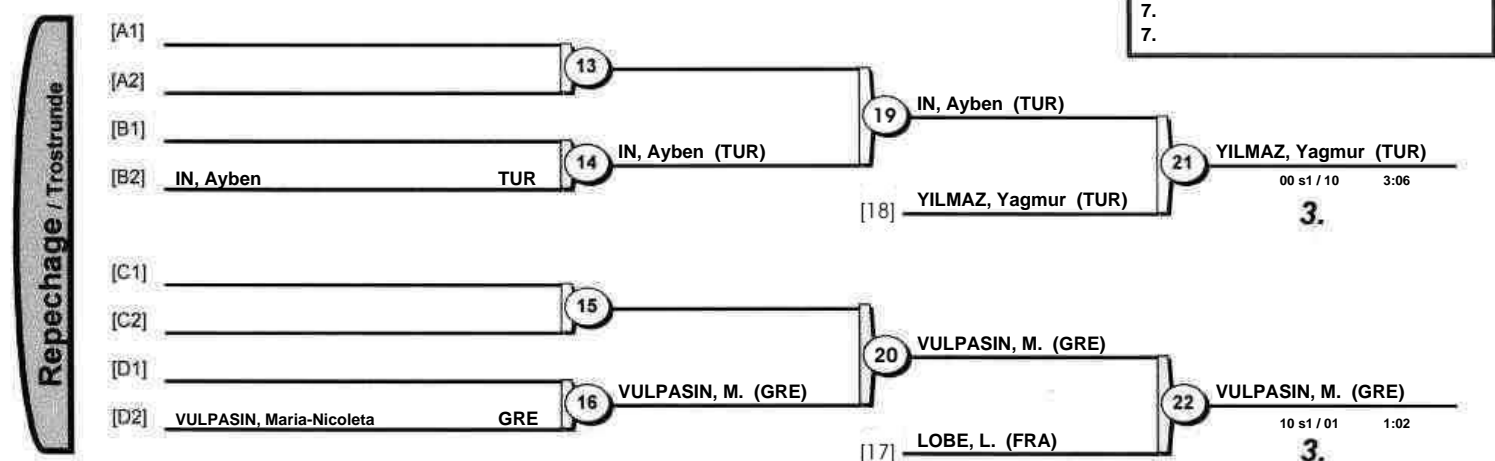 7.
7.
Repechage / Trostrunde
[A1]
13
[A2]
19
IN, Ayben (TUR)
[B1]
14
IN, Ayben (TUR)
21
YILMAZ, Yagmur (TUR)
[B2]
IN, Ayben TUR
00 s1 / 10 3:06
[18]
YILMAZ, Yagmur (TUR)
3.
[C1]
15
[C2]
20
VULPASIN, M. (GRE)
[D1]
16
VULPASIN, M. (GRE)
22
VULPASIN, M. (GRE)
[D2]
VULPASIN, Maria-Nicoleta GRE
10 s1 / 01 1:02
[17]
LOBE, L. (FRA)
3.